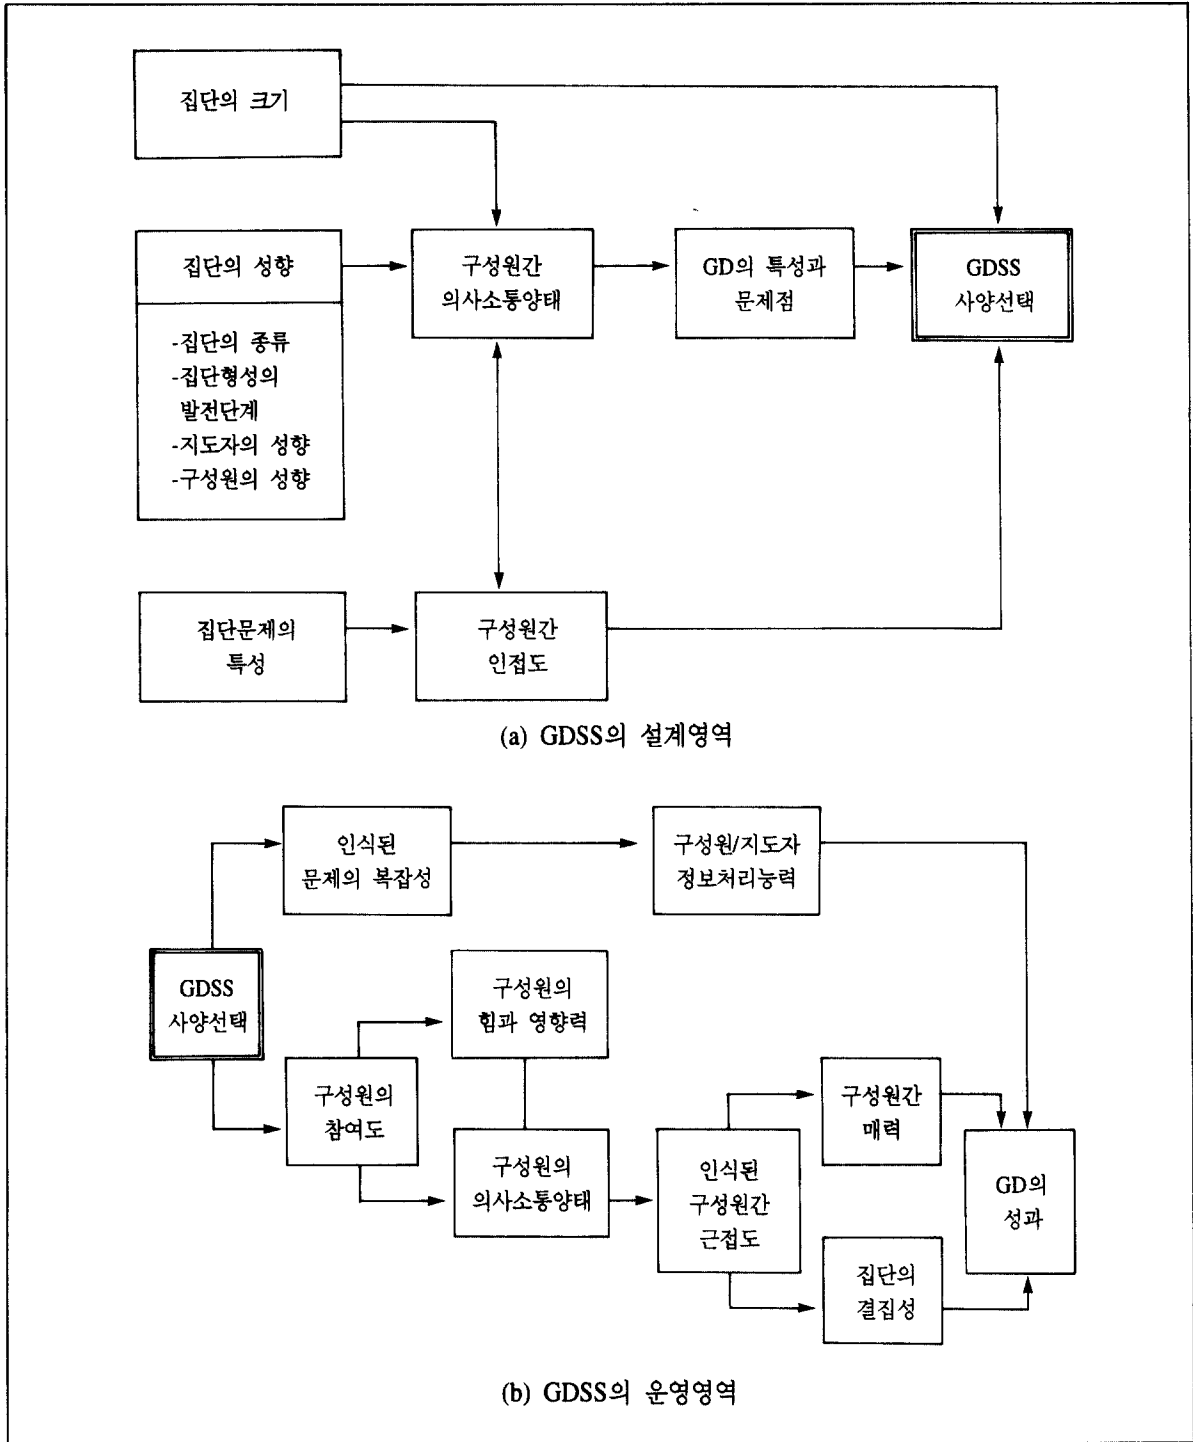 집단의 크기
집단의 성향
-집단의 종류
-집단형성의
발전단계
-지도자의 성향
-구성원의 성향
구성원간
의사소통양태
GD의 특성과
문제점
GDSS
사양선택
집단문제의
특성
구성원간
인접도
(a) GDSS의 설계영역
인식된
문제의 복잡성
구성원/지도자
정보처리능력
GDSS
사양선택
구성원의
힘과 영향력
구성원의
참여도
구성원의
의사소통양태
인식된
구성원간
근접도
구성원간
매력
집단의
결집성
GD의
성과
(b) GDSS의 운영영역